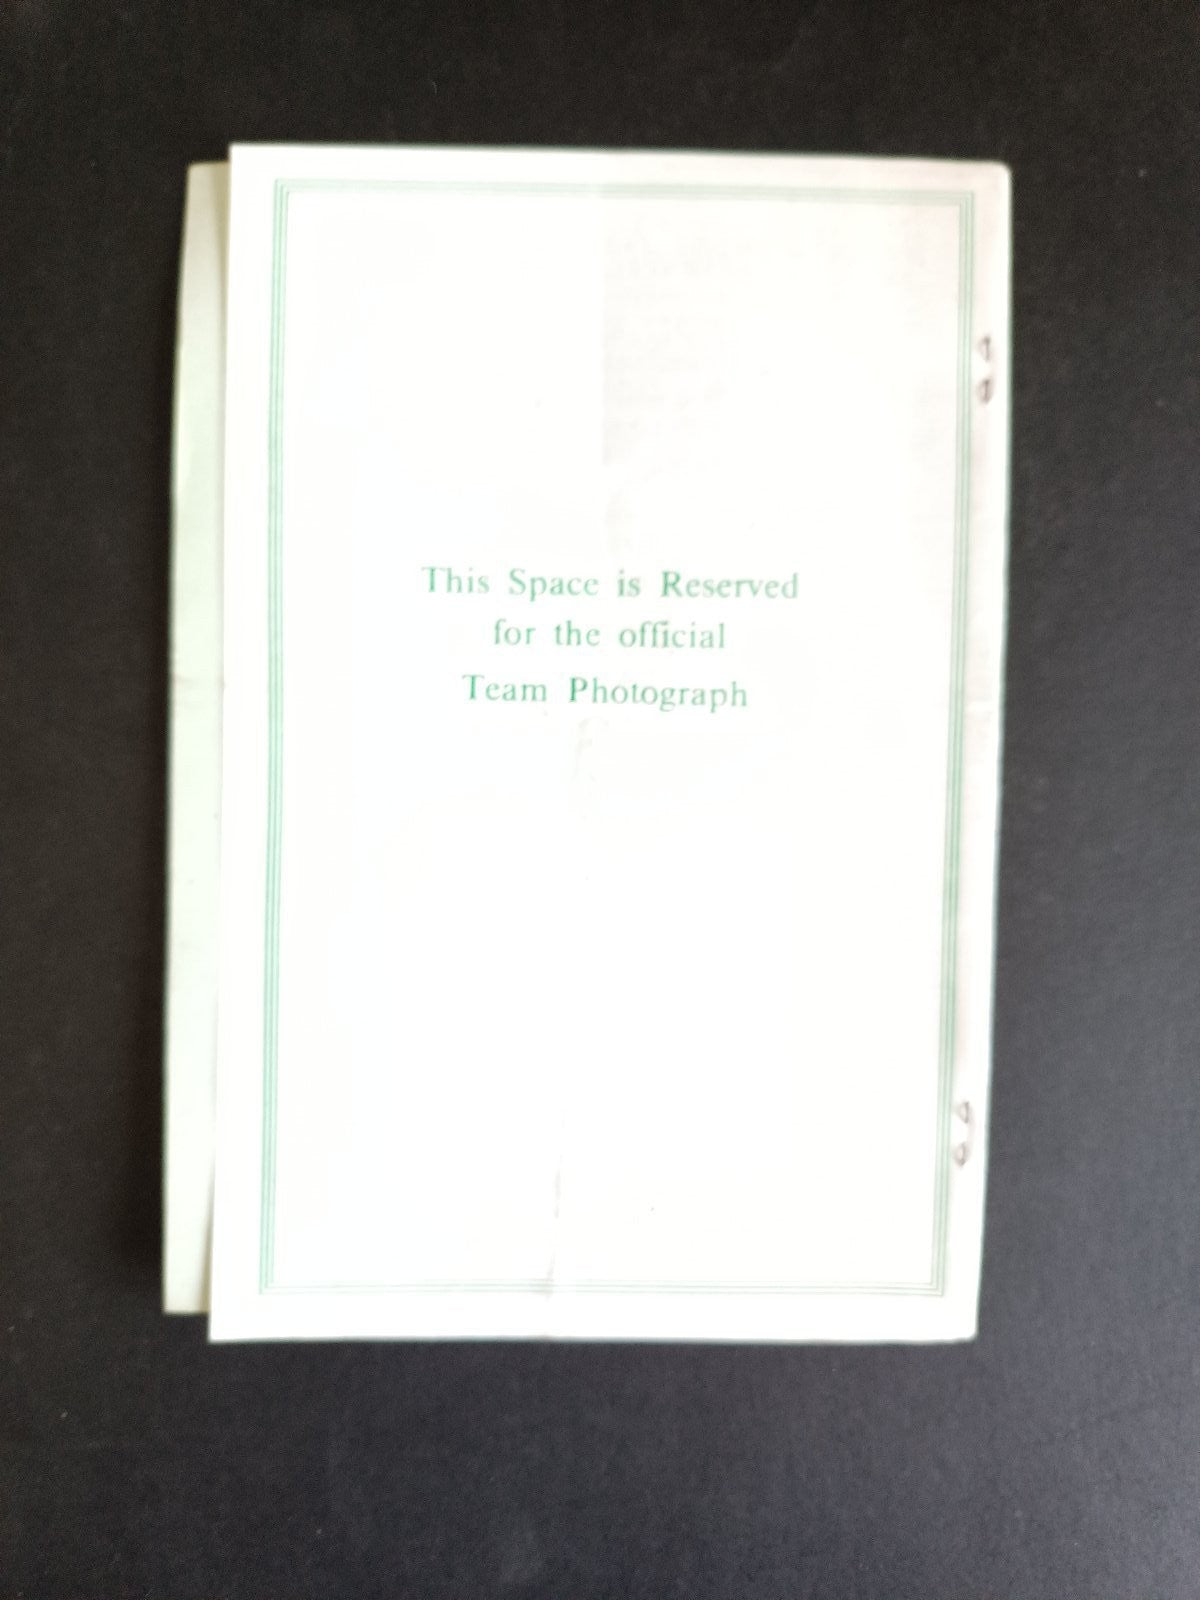 This Space is Reserved
for the official
Team Photograph